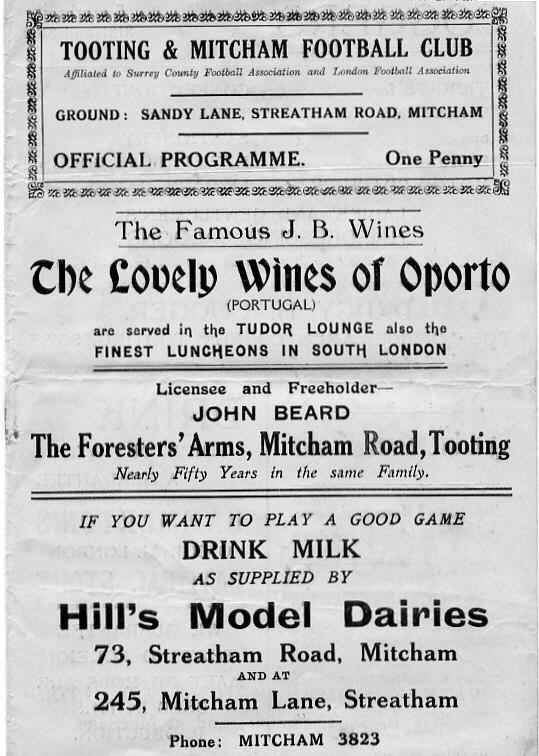 TOOTING & MITCHAM FOOTBALL CLUB
Affiliated to Surrey County Football Association and London Football Association
GROUND: SANDY LANE, STREATHAM ROAD, MITCHAM
OFFICIAL PROGRAMME. One Penny
The Famous J. B. Wines
The Lovely Wines of Oporto
(PORTUGAL)
are served in the TUDOR LOUNGE also the
FINEST LUNCHEONS IN SOUTH LONDON
Licensee and Freeholder—
JOHN BEARD
The Foresters' Arms, Mitcham Road, Tooting
Nearly Fifty Years in the same Family.
IF YOU WANT TO PLAY A GOOD GAME
DRINK MILK
AS SUPPLIED BY
Hill's Model Dairies
73, Streatham Road, Mitcham
AND AT
245, Mitcham Lane, Streatham
Phone: MITCHAM 3823